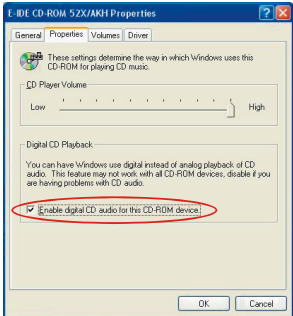 E-IDE CD-ROM 52X/AKH Properties
General Properties Volumes Driver
These settings determine the way in which Windows uses this
CD-ROM for playing CD music.
CD Player Volume
Low High
Digital CD Playback
You can have Windows use digital instead of analog playback of CD
audio. This feature may not work with all CD-ROM devices, disable if you
are having problems with CD audio.
Enable digital CD audio for this CD-ROM device.
OK Cancel